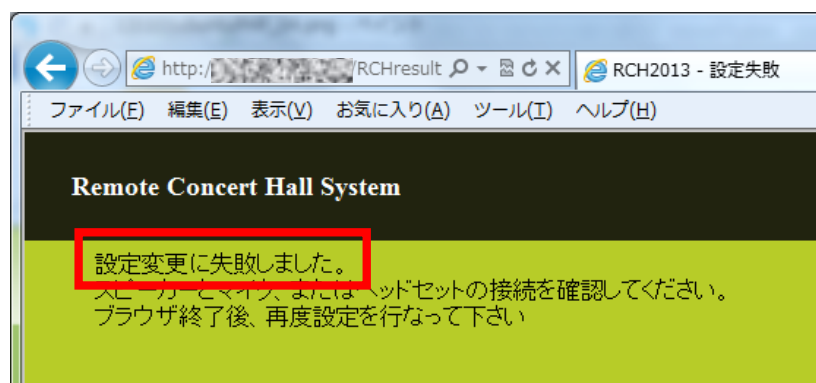 http:/ /RCHresult
RCH2013 - 設定失敗
ファイル(F) 編集(E) 表示(V) お気に入り(A) ツール(T) ヘルプ(H)
Remote Concert Hall System
設定変更に失敗しました。
スピーカーとマイク、またはヘッドセットの接続を確認してください。
ブラウザ終了後、再度設定を行なって下さい